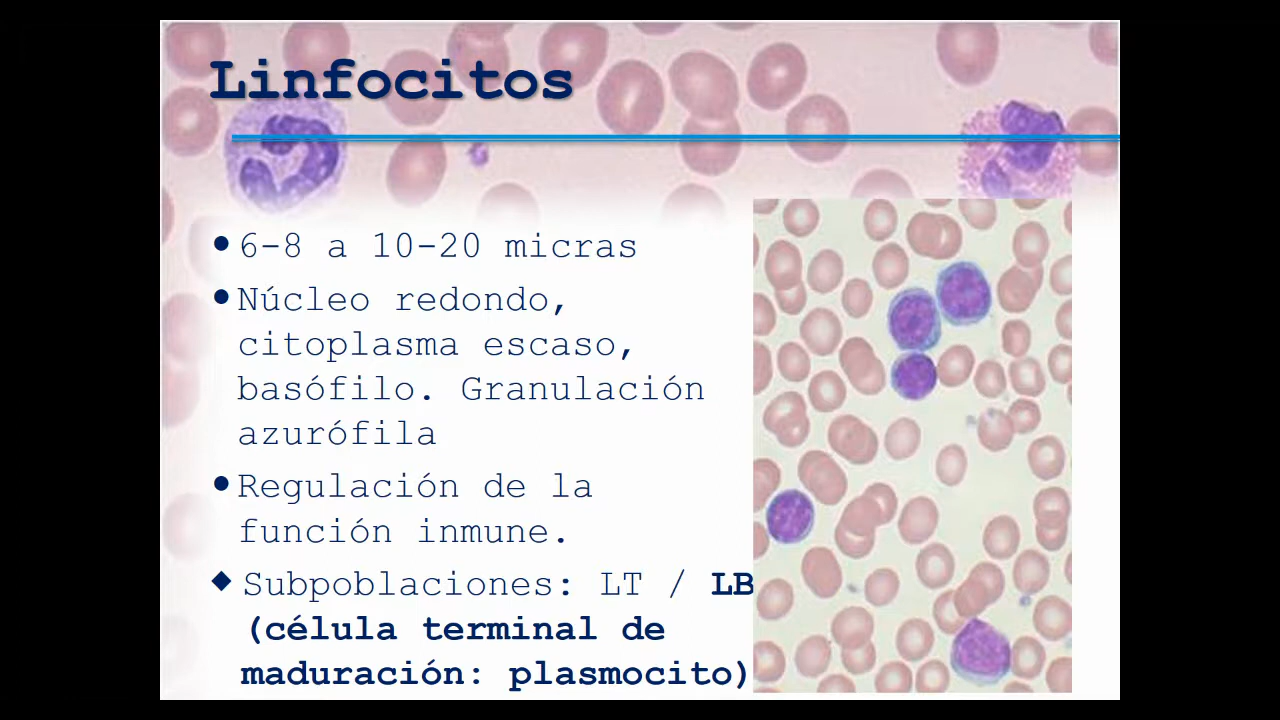 Linfocitos
•6-8 a 10-20 micras
•Núcleo redondo,
citoplasma escaso,
basófilo. Granulación
azurófila
•Regulación de la
función inmune.
◆Subpoblaciones: LT / LB
(célula terminal de
maduración: plasmocito)